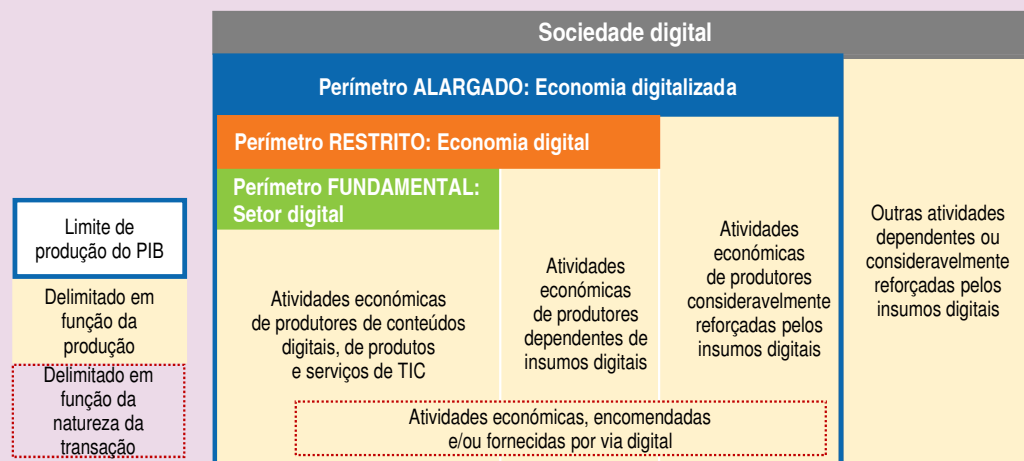 Sociedade digital
Perímetro ALARGADO: Economia digitalizada
Perímetro RESTRITO: Economia digital
Perímetro FUNDAMENTAL:
Setor digital
Limite de
produção do PIB
Delimitado em
função da
produção
Delimitado em
função da
natureza da
transação
Atividades económicas
de produtores de conteúdos
digitais, de produtos
e serviços de TIC
Atividades
económicas
de produtores
dependentes de
insumos digitais
Atividades
económicas
de produtores
consideravelmente
reforçadas pelos
insumos digitais
Outras atividades
dependentes ou
consideravelmente
reforçadas pelos
insumos digitais
Atividades económicas, encomendadas
e/ou fornecidas por via digital